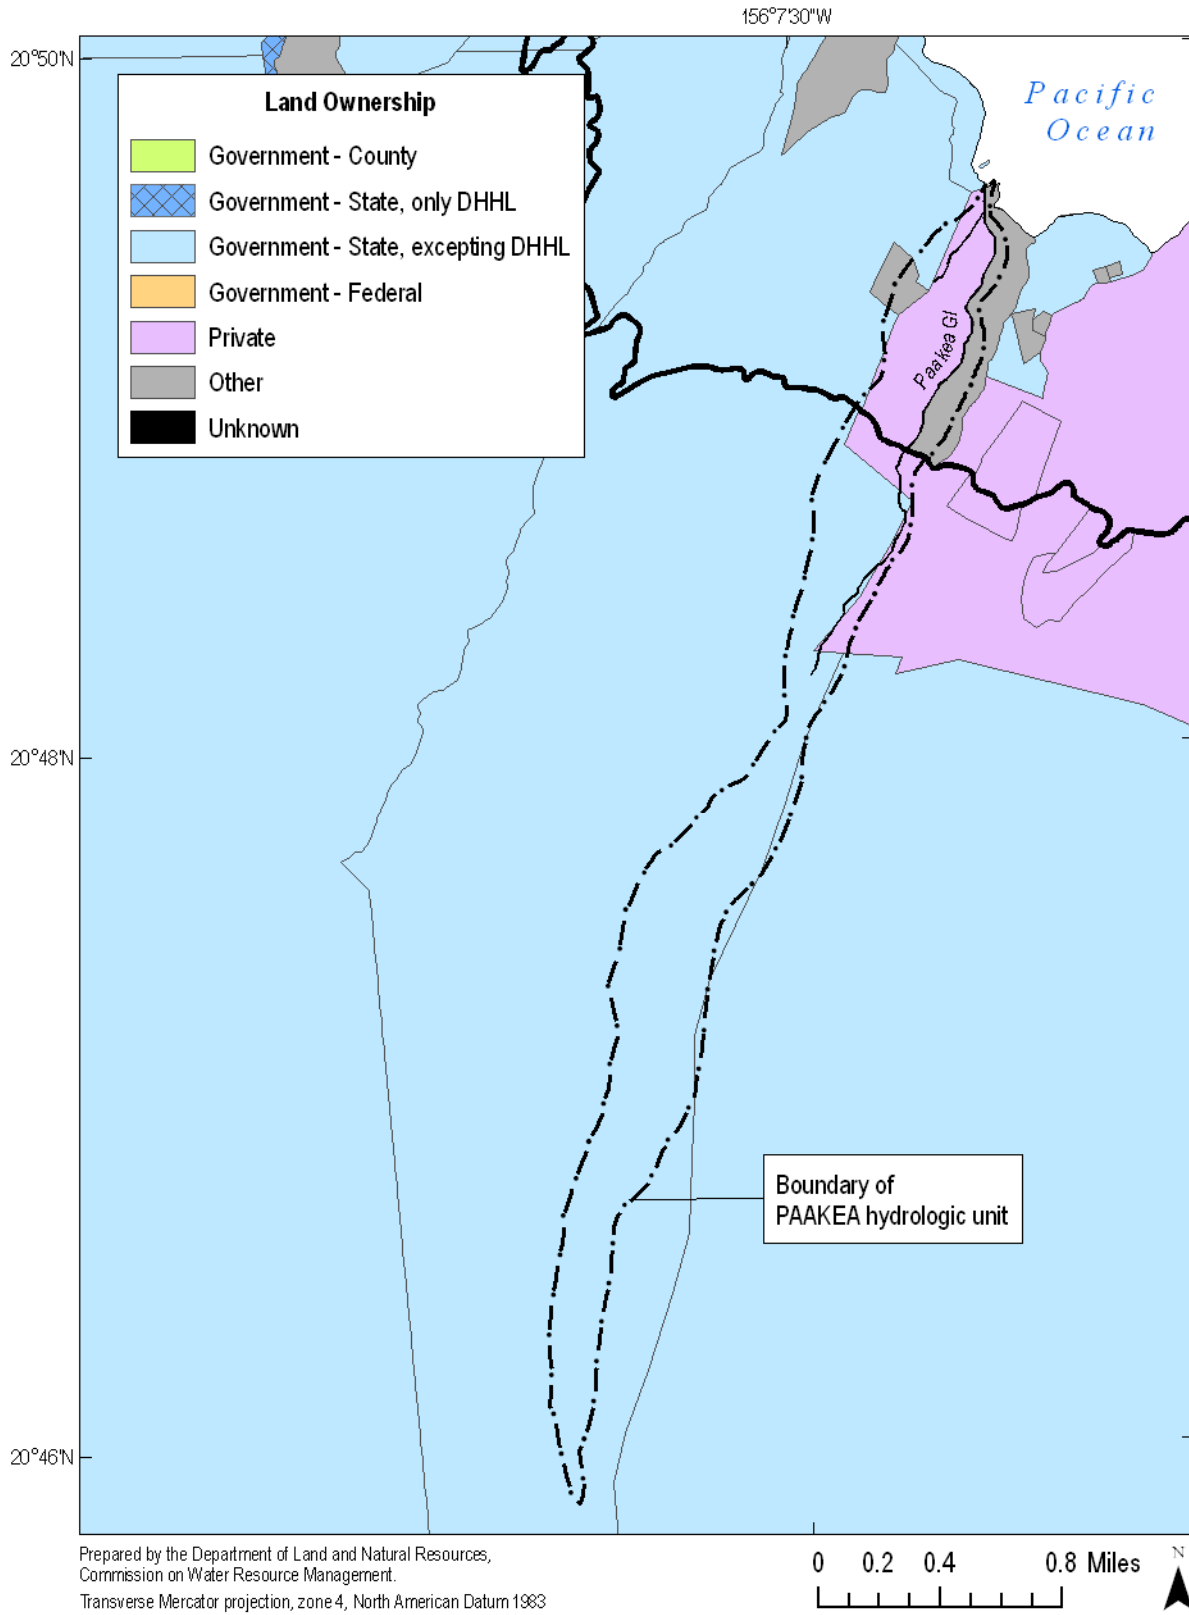 156°7'30"W
20°50'N
Pacific
Ocean
Land Ownership
Government - County
Government - State, only DHHL
Government - State, excepting DHHL
Government - Federal
Private
Other
Unknown
Paakea Gl
20°48'N
Boundary of
PAAKEA hydrologic unit
20°46'N
Prepared by the Department of Land and Natural Resources,
Commission on Water Resource Management.
Transverse Mercator projection, zone 4, North American Datum 1983
0 0.2 0.4 0.8 Miles
N